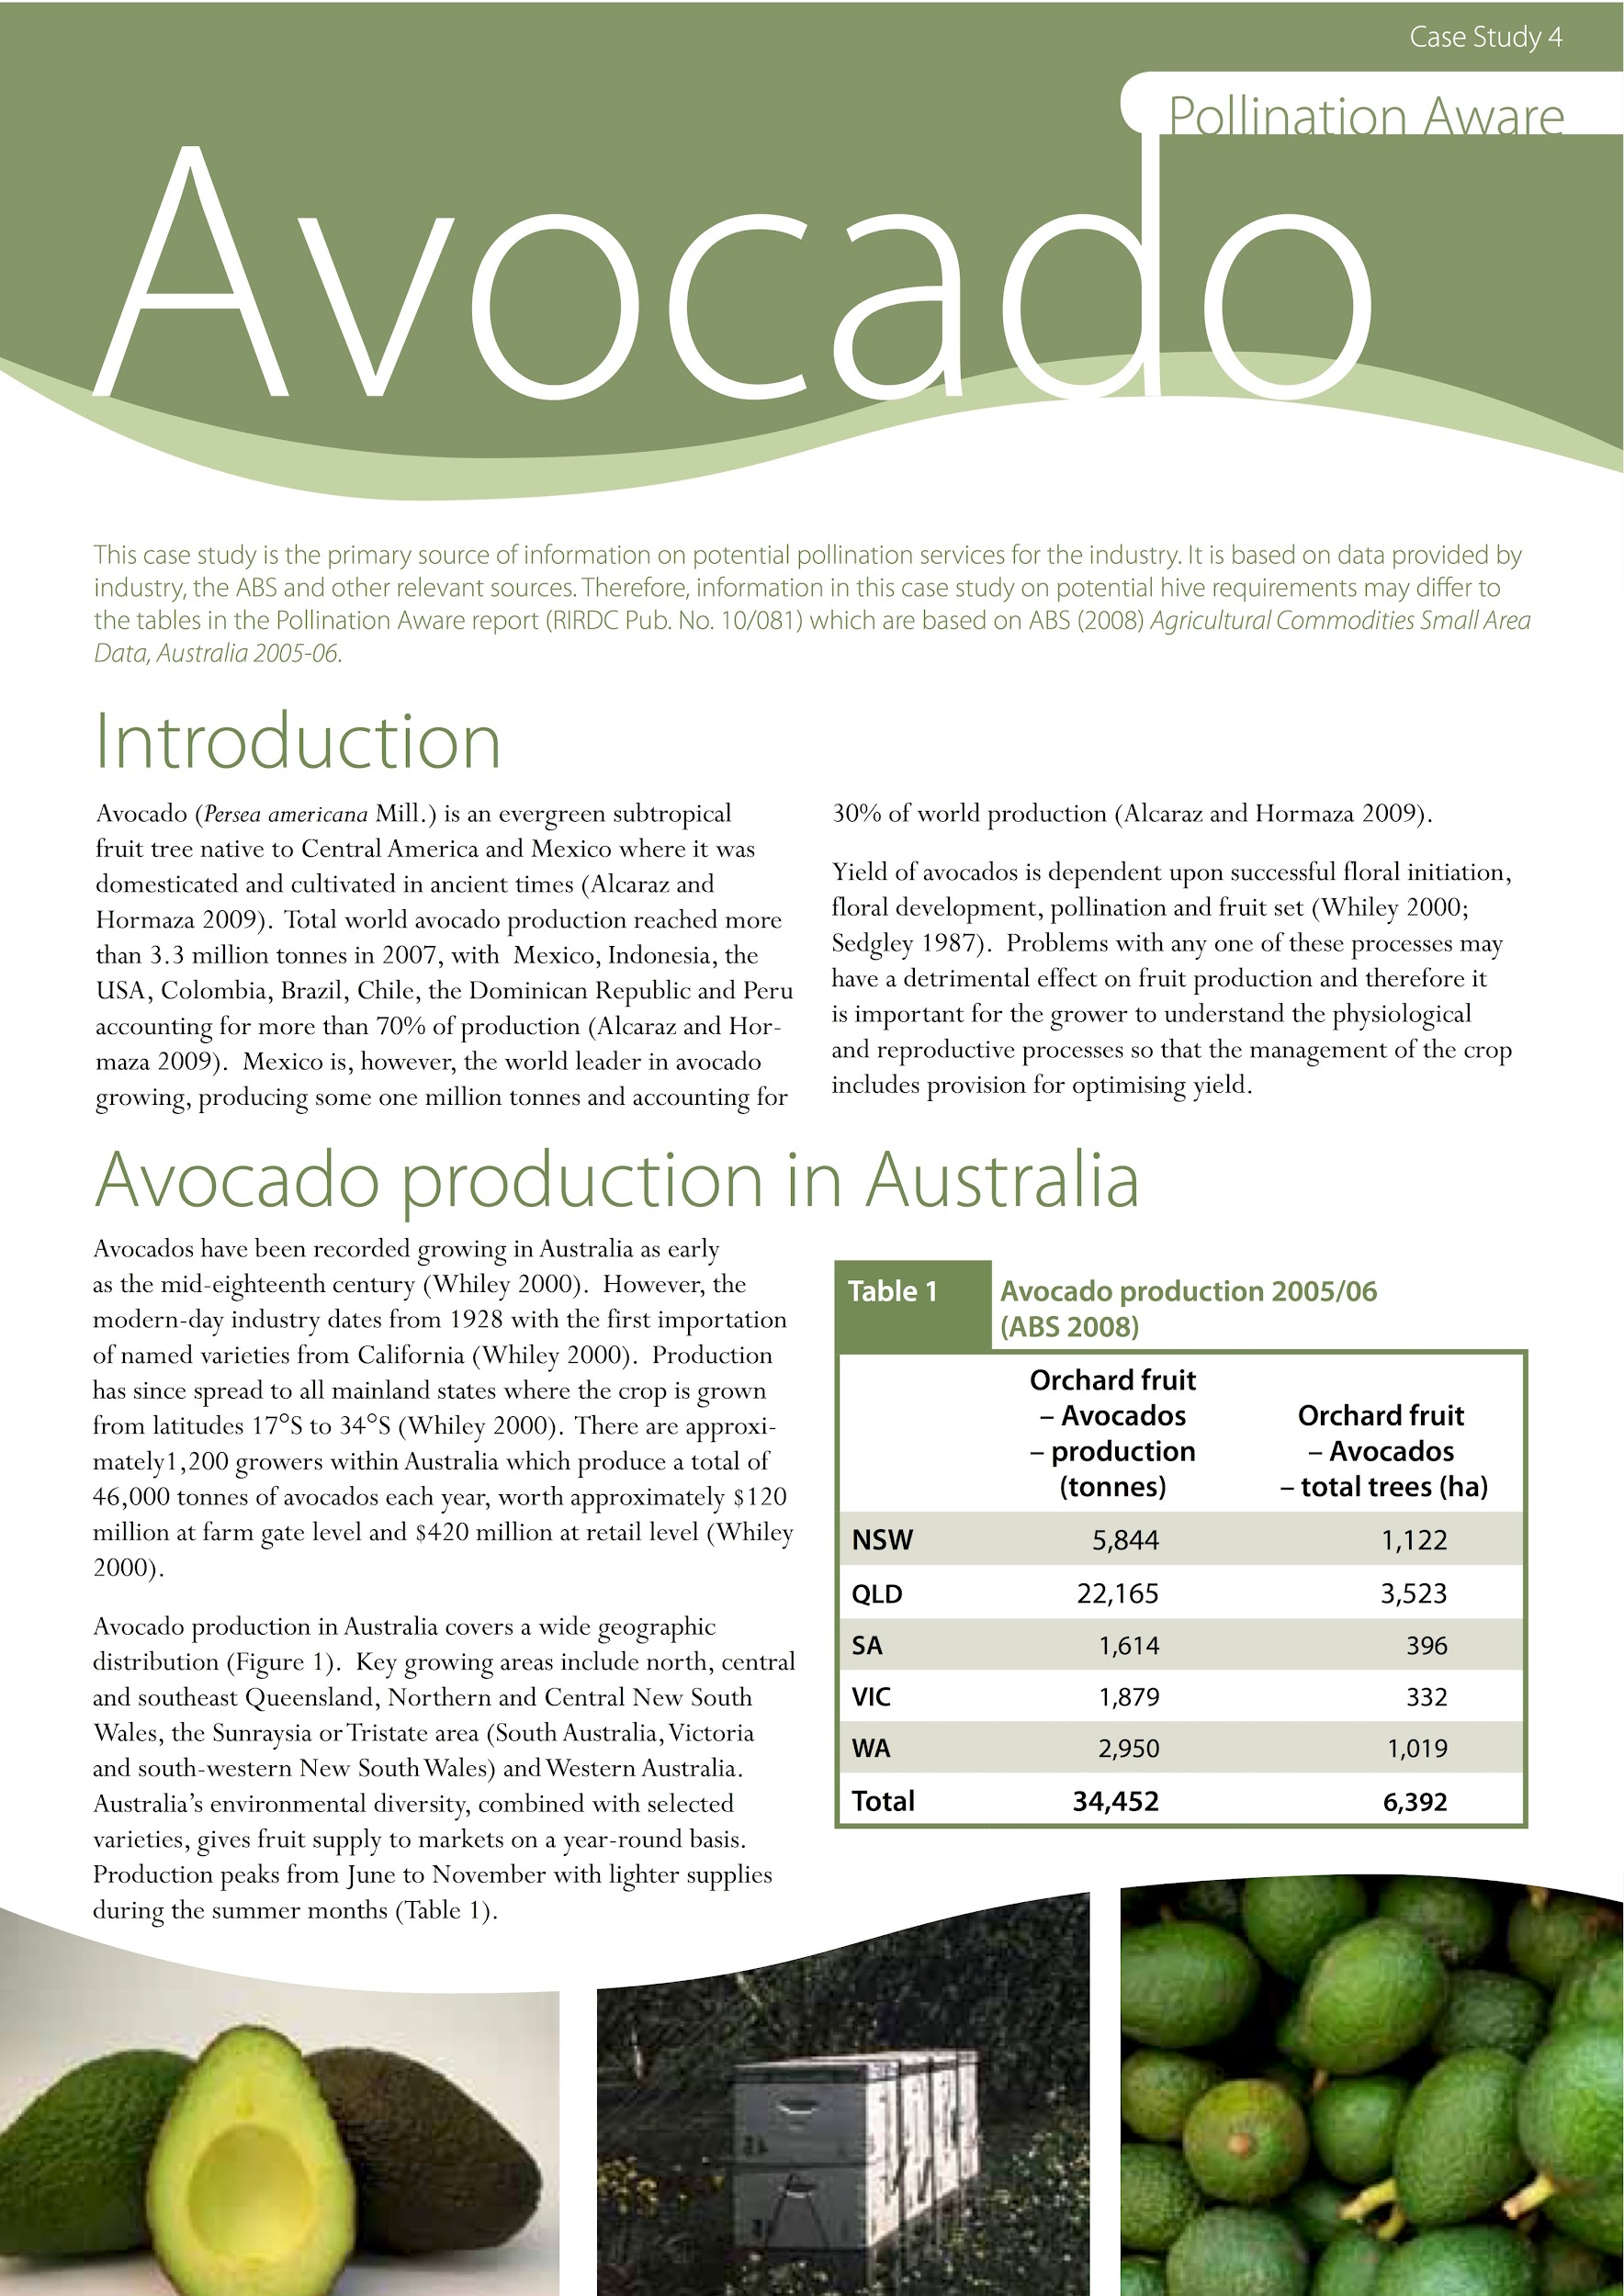 Case Study 4
Pollination Aware
Avocado
This case study is the primary source of information on potential pollination services for the industry. It is based on data provided by
industry, the ABS and other relevant sources. Therefore, information in this case study on potential hive requirements may differ to
the tables in the Pollination Aware report (RIRDC Pub. No. 10/081) which are based on ABS (2008) Agricultural Commodities Small Area
Data, Australia 2005-06.
Introduction
Avocado (Persea americana Mill.) is an evergreen subtropical
fruit tree native to Central America and Mexico where it was
domesticated and cultivated in ancient times (Alcaraz and
Hormaza 2009). Total world avocado production reached more
than 3.3 million tonnes in 2007, with Mexico, Indonesia, the
USA, Colombia, Brazil, Chile, the Dominican Republic and Peru
accounting for more than 70% of production (Alcaraz and Hor-
maza 2009). Mexico is, however, the world leader in avocado
growing, producing some one million tonnes and accounting for
30% of world production (Alcaraz and Hormaza 2009).
Yield of avocados is dependent upon successful floral initiation,
floral development, pollination and fruit set (Whiley 2000;
Sedgley 1987). Problems with any one of these processes may
have a detrimental effect on fruit production and therefore it
is important for the grower to understand the physiological
and reproductive processes so that the management of the crop
includes provision for optimising yield.
Avocado production in Australia
Avocados have been recorded growing in Australia as early
as the mid-eighteenth century (Whiley 2000). However, the
modern-day industry dates from 1928 with the first importation
of named varieties from California (Whiley 2000). Production
has since spread to all mainland states where the crop is grown
from latitudes 17°S to 34°S (Whiley 2000). There are approxi-
mately1,200 growers within Australia which produce a total of
46,000 tonnes of avocados each year, worth approximately $120
million at farm gate level and $420 million at retail level (Whiley
2000).
Avocado production in Australia covers a wide geographic
distribution (Figure 1). Key growing areas include north, central
and southeast Queensland, Northern and Central New South
Wales, the Sunraysia or Tristate area (South Australia, Victoria
and south-western New South Wales) and Western Australia.
Australia's environmental diversity, combined with selected
varieties, gives fruit supply to markets on a year-round basis.
Production peaks from June to November with lighter supplies
during the summer months (Table 1).
Table 1 Avocado production 2005/06
(ABS 2008)
Orchard fruit
– Avocados
– production
(tonnes)
Orchard fruit
– Avocados
– total trees (ha)
NSW 5,844 1,122
QLD 22,165 3,523
SA 1,614 396
VIC 1,879 332
WA 2,950 1,019
Total 34,452 6,392